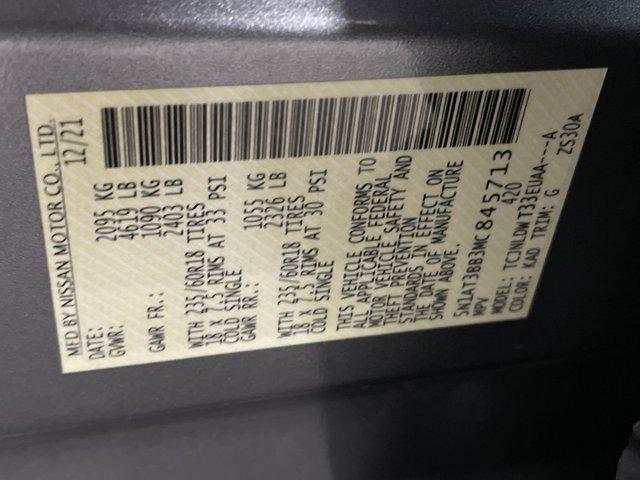 MFD BY NISSAN MOTOR CO., LTD.
DATE: 12/21
GVWR: 2095 KG
4619 LB
GAWR FR.: 1090 KG
2403 LB
WITH 235/60R18 TIRES
18 X 7.5 RIMS AT 33 PSI
COLD SINGLE
GAWR RR.: 1055 KG
2326 LB
WITH 235/60R18 TIRES
18 X 7.5 RIMS AT 30 PSI
COLD SINGLE
THIS VEHICLE CONFORMS TO
ALL APPLICABLE FEDERAL
MOTOR VEHICLE SAFETY AND
THEFT PREVENTION
STANDARDS IN EFFECT ON
THE DATE OF MANUFACTURE
SHOWN ABOVE.
5N1AT3BB3MC845713
MPV 420
MODEL: TCJNLDWT33EUAA---A
COLOR: KAD TRIM: G ZS30A